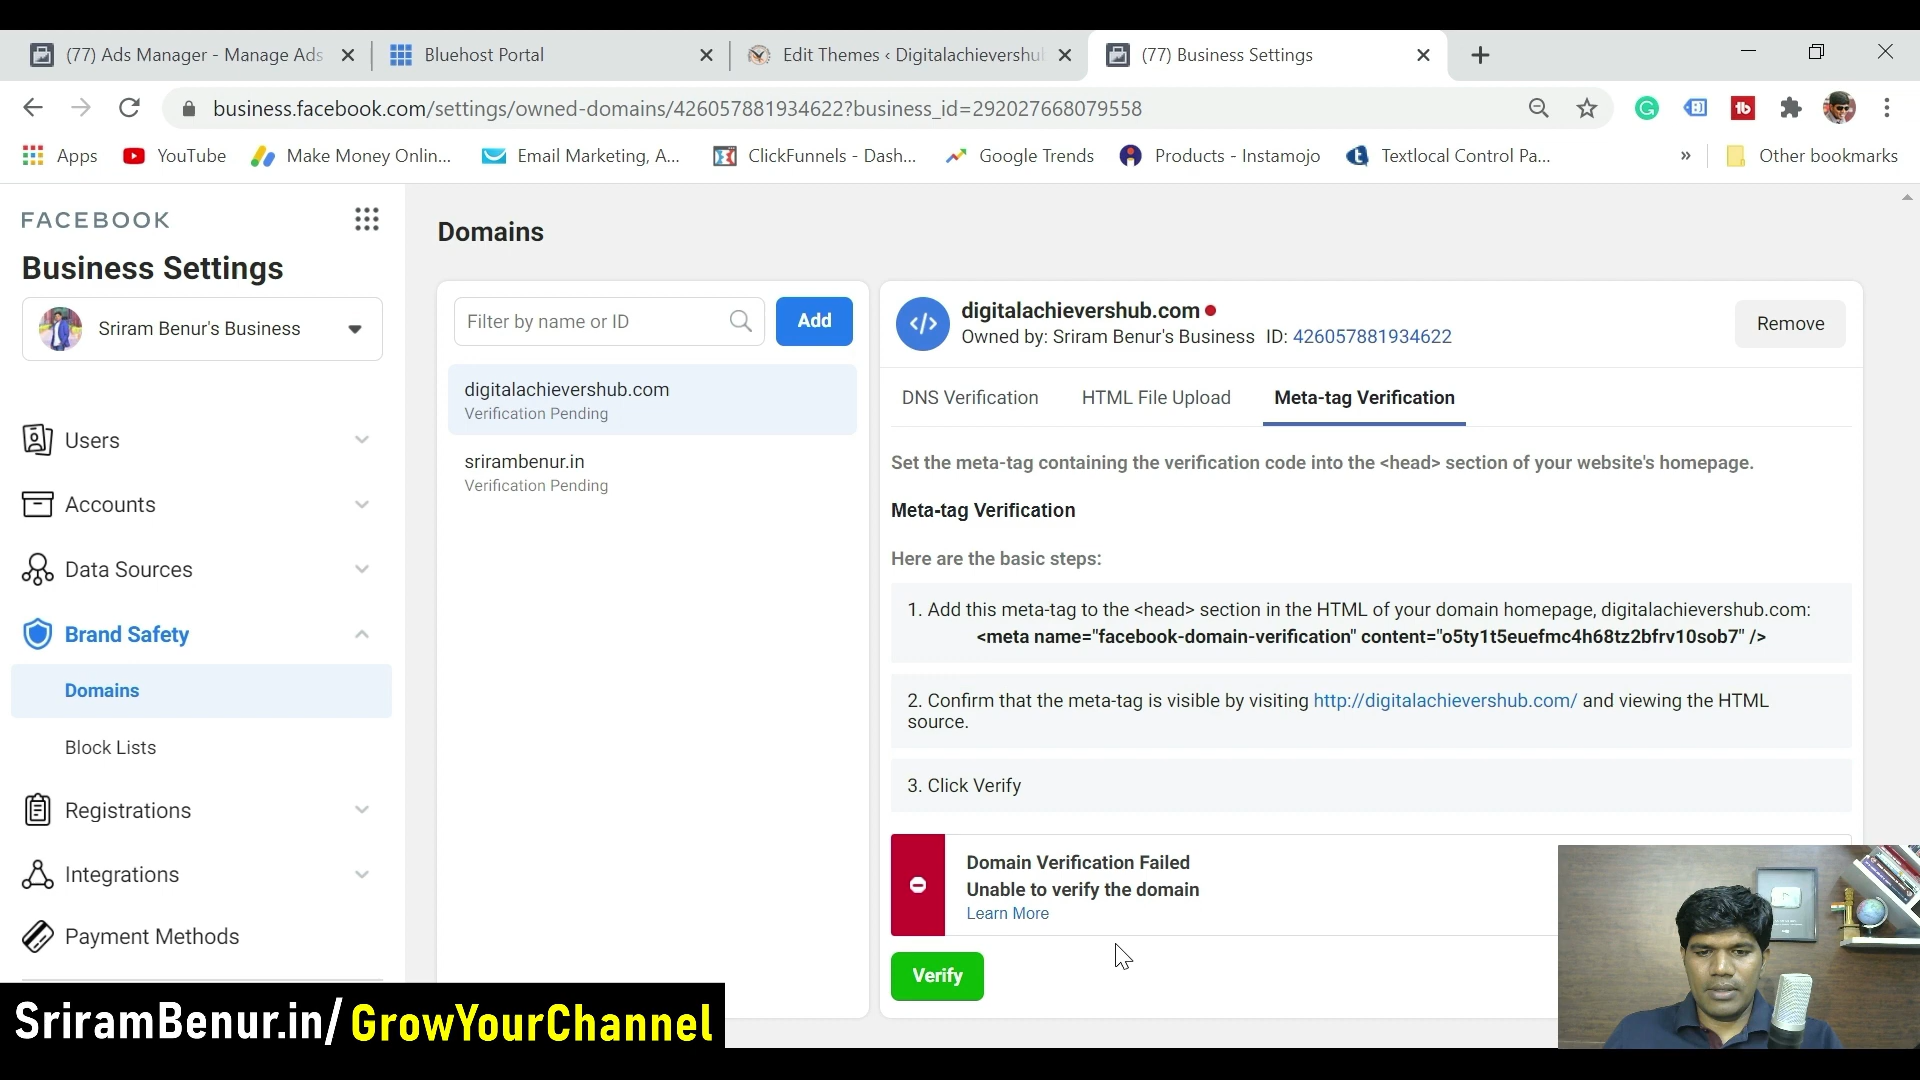 (77) Ads Manager - Manage Ads
Bluehost Portal
Edit Themes ‹ Digitalachievershu
(77) Business Settings
business.facebook.com/settings/owned-domains/426057881934622?business_id=292027668079558
Apps
YouTube
Make Money Onlin...
Email Marketing, A...
ClickFunnels - Dash...
Google Trends
Products - Instamojo
Textlocal Control Pa...
»
Other bookmarks
FACEBOOK
Business Settings
Sriram Benur's Business
Users
Accounts
Data Sources
Brand Safety
Domains
Block Lists
Registrations
Integrations
Payment Methods
Domains
Filter by name or ID
Add
digitalachievershub.com
Verification Pending
srirambenur.in
Verification Pending
digitalachievershub.com
Owned by: Sriram Benur's Business ID: 426057881934622
Remove
DNS Verification
HTML File Upload
Meta-tag Verification
Set the meta-tag containing the verification code into the <head> section of your website's homepage.
Meta-tag Verification
Here are the basic steps:
1. Add this meta-tag to the <head> section in the HTML of your domain homepage, digitalachievershub.com:
<meta name="facebook-domain-verification" content="o5ty1t5euefmc4h68tz2bfrv10sob7" />
2. Confirm that the meta-tag is visible by visiting http://digitalachievershub.com/ and viewing the HTML
source.
3. Click Verify
Domain Verification Failed
Unable to verify the domain
Learn More
Verify
SriramBenur.in/GrowYourChannel